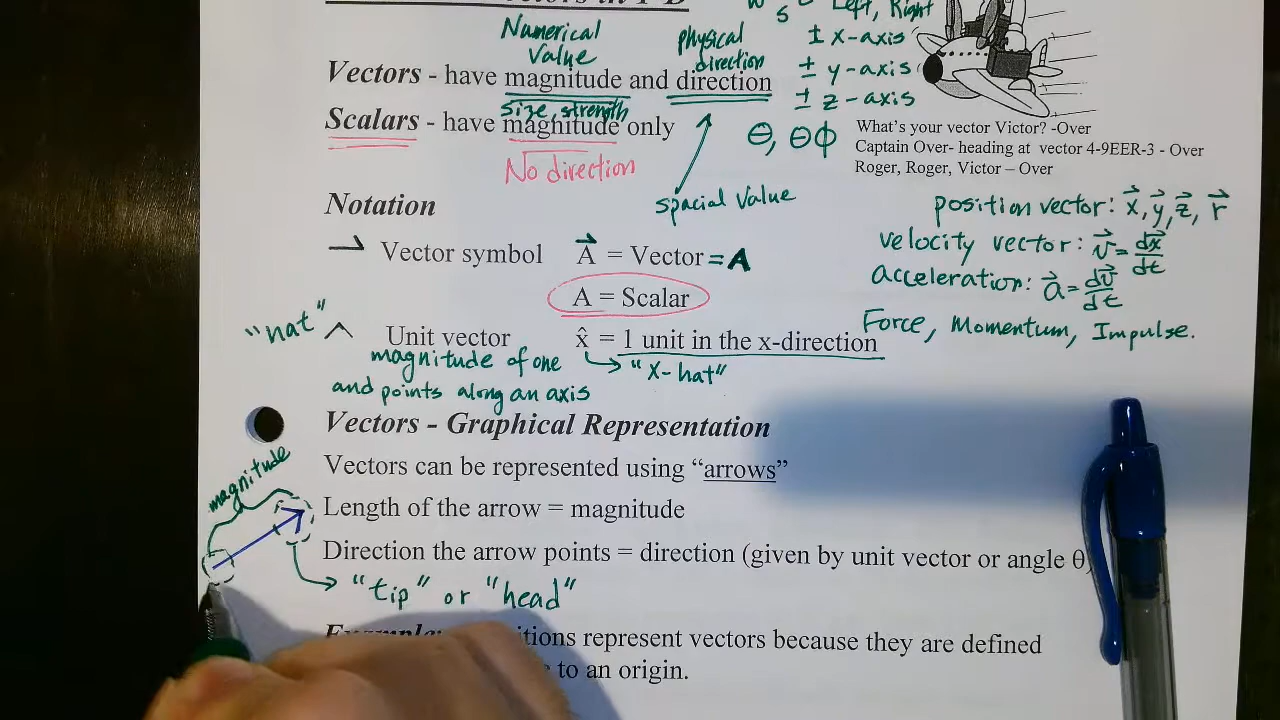 Left, Right
Numerical Value
physical direction
± x-axis
± y-axis
± z-axis
Vectors - have magnitude and direction
size, strength
Scalars - have magnitude only
No direction
θ, θϕ
spacial Value
What's your vector Victor? -Over
Captain Over- heading at vector 4-9EER-3 - Over
Roger, Roger, Victor – Over
Notation
position vector: x⃗, y⃗, z⃗, r⃗
velocity vector: v⃗ = dx⃗/dt
acceleration: a⃗ = dv⃗/dt
Force, Momentum, Impulse.
⇀ Vector symbol A⃗ = Vector = A
A = Scalar
"hat" ^ Unit vector x̂ = 1 unit in the x-direction
"x-hat"
magnitude of one
and points along an axis
Vectors - Graphical Representation
Vectors can be represented using “arrows”
magnitude
Length of the arrow = magnitude
Direction the arrow points = direction (given by unit vector or angle θ
"tip" or "head"
represent vectors because they are defined
to an origin.